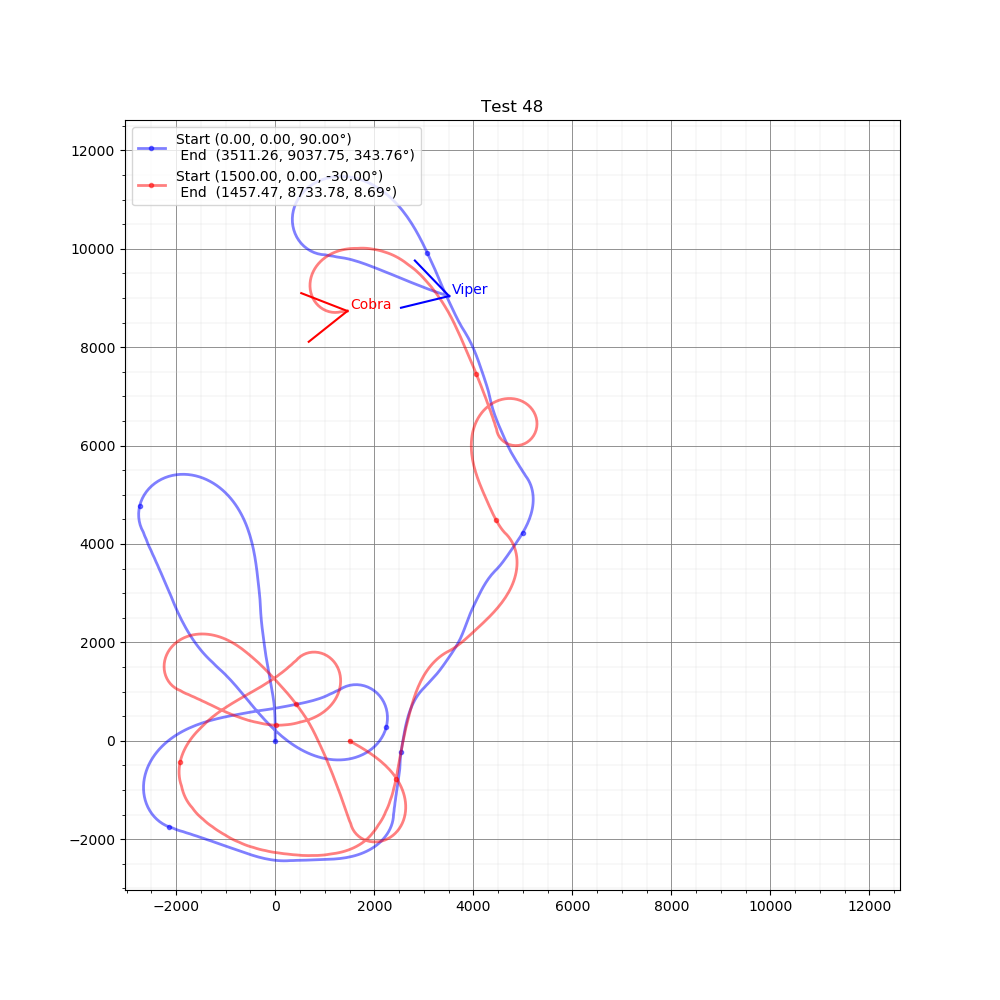 Test 48
Start (0.00, 0.00, 90.00°)
End (3511.26, 9037.75, 343.76°)
Start (1500.00, 0.00, -30.00°)
End (1457.47, 8733.78, 8.69°)
12000
10000
8000
6000
4000
2000
0
−2000
Viper
Cobra
−2000 0 2000 4000 6000 8000 10000 12000